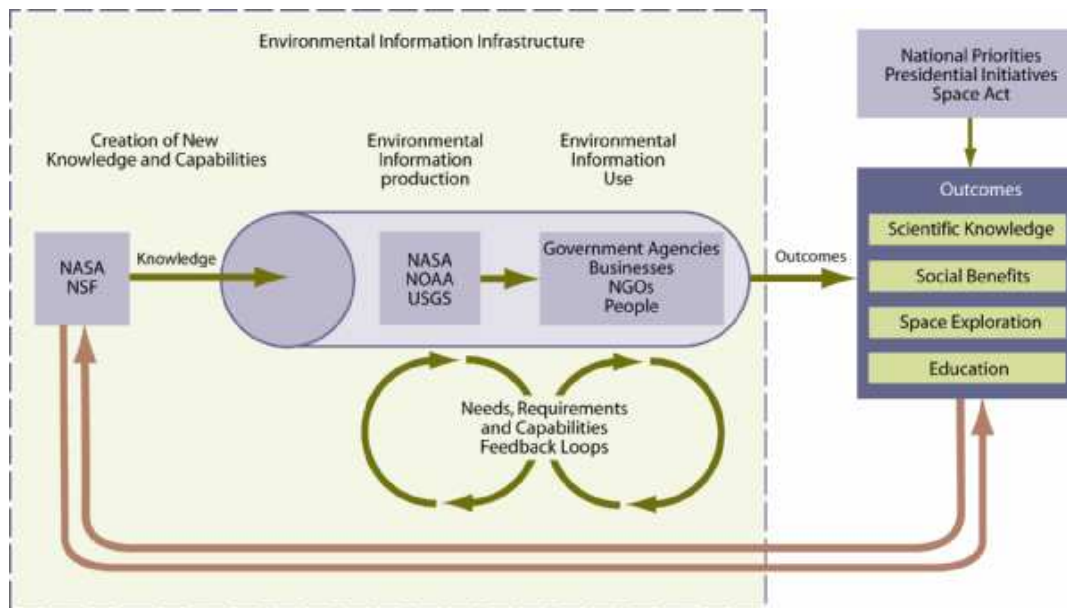 Environmental Information Infrastructure
National Priorities
Presidential Initiatives
Space Act
Creation of New
Knowledge and Capabilities
Environmental
Information
production
Environmental
Information
Use
Outcomes
Scientific Knowledge
Social Benefits
Space Exploration
Education
NASA
NSF
Knowledge
NASA
NOAA
USGS
Government Agencies
Businesses
NGOs
People
Outcomes
Needs, Requirements
and Capabilities
Feedback Loops